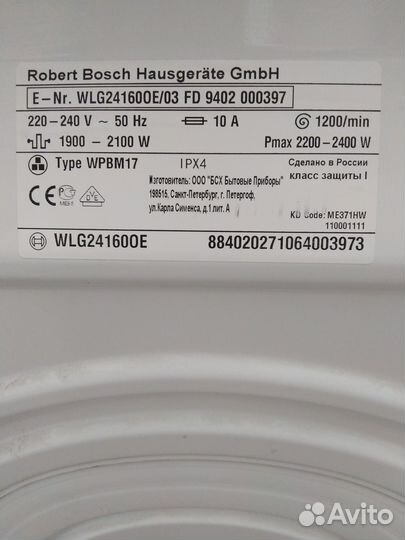 Robert Bosch Hausgeräte GmbH
E-Nr. WLG24160OE/03 FD 9402 000397
220-240 V ~ 50 Hz 10 A 1200/min
1900 - 2100 W Pmax 2200-2400 W
Type WPBM17 IPX4 Сделано в России
Изготовитель: ООО "БСХ Бытовые Приборы" класс защиты I
198515, Санкт-Петербург, г. Петергоф,
ул.Карла Сименса, д.1 лит. А
KD Code: ME371HW
110001111
WLG24160OE 884020271064003973
Avito